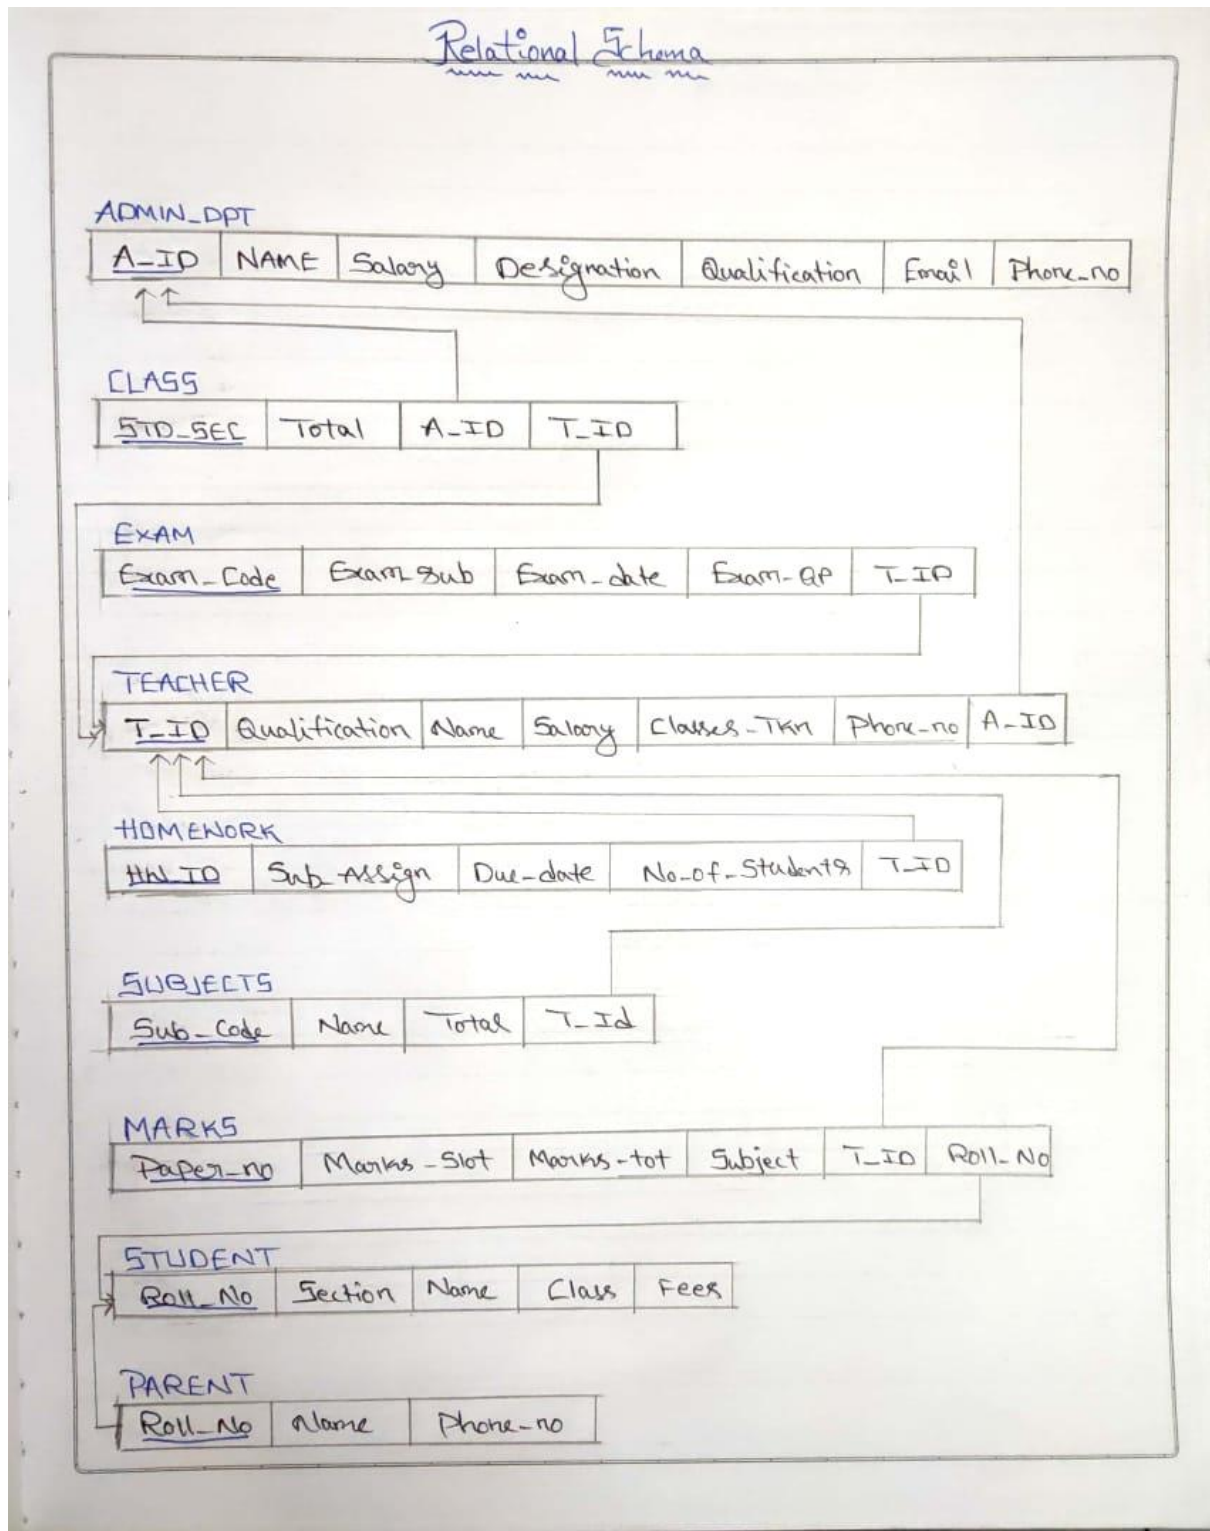 Relational Schema
ADMIN_DPT
A_ID NAME Salary Designation Qualification Email Phone_no
CLASS
STD_SEC Total A_ID T_ID
EXAM
Exam_Code Exam_Sub Exam_date Exam_QP T_ID
TEACHER
T_ID Qualification Name Salary Classes_Tkn Phone_no A_ID
HOMEWORK
HW_ID Sub_Assign Due_date No_of_Students T_ID
SUBJECTS
Sub_Code Name Total T_Id
MARKS
Paper_no Marks_Slot Marks_tot Subject T_ID Roll_No
STUDENT
Roll_No Section Name Class Fees
PARENT
Roll_No Name Phone_no